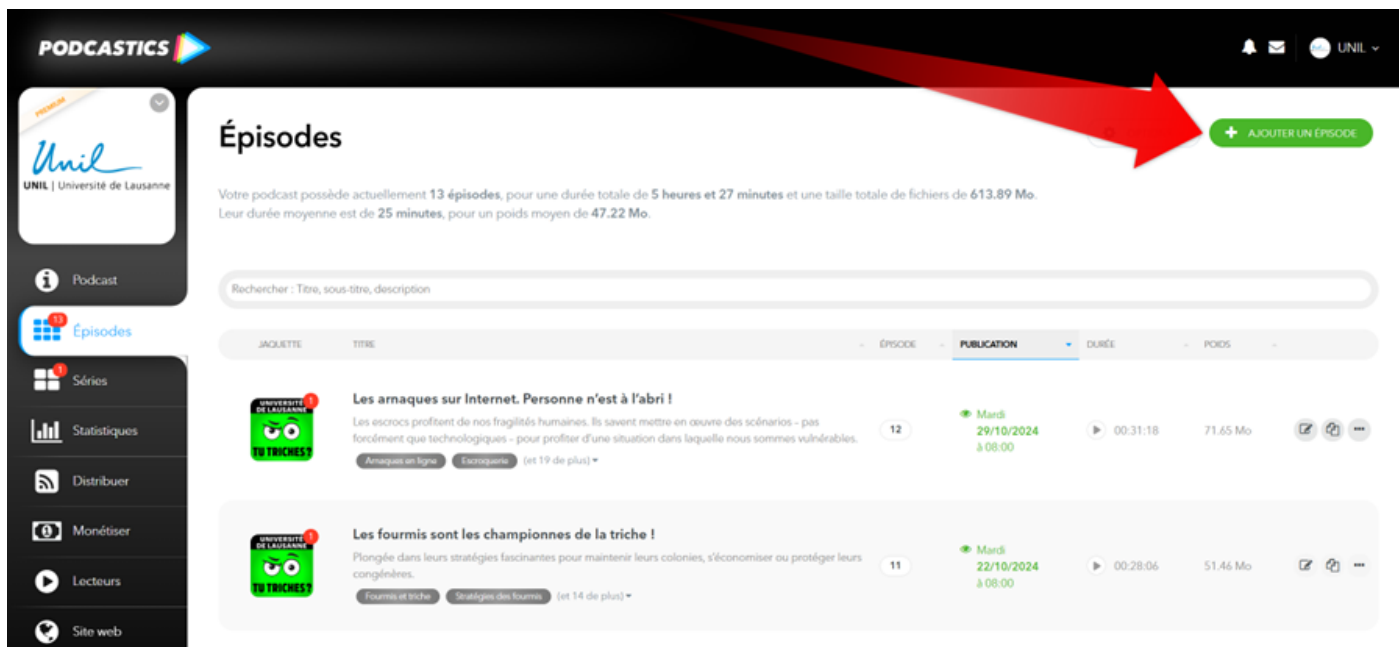 PODCASTICS
UNIL
PREMIUM
Unil
UNIL | Université de Lausanne
Podcast
13
Épisodes
1
Séries
Statistiques
Distribuer
Monétiser
Lecteurs
Site web
Épisodes
AJOUTER UN ÉPISODE
Votre podcast possède actuellement 13 épisodes, pour une durée totale de 5 heures et 27 minutes et une taille totale de fichiers de 613.89 Mo.
Leur durée moyenne est de 25 minutes, pour un poids moyen de 47.22 Mo.
Rechercher : Titre, sous-titre, description
JAQUETTE TITRE ÉPISODE PUBLICATION DURÉE POIDS
UNIVERSITÉ 1
DE LAUSANNE
TU TRICHES?
Les arnaques sur Internet. Personne n’est à l’abri !
Les escrocs profitent de nos fragilités humaines. Ils savent mettre en œuvre des scénarios - pas
forcément que technologiques - pour profiter d'une situation dans laquelle nous sommes vulnérables.
Arnaques en ligne Escroquerie (et 19 de plus)
12
Mardi
29/10/2024
à 08:00
00:31:18
71.65 Mo
UNIVERSITÉ 1
DE LAUSANNE
TU TRICHES?
Les fourmis sont les championnes de la triche !
Plongée dans leurs stratégies fascinantes pour maintenir leurs colonies, s'économiser ou protéger leurs
congénères.
Fourmis et triche Stratégies des fourmis (et 14 de plus)
11
Mardi
22/10/2024
à 08:00
00:28:06
51.46 Mo